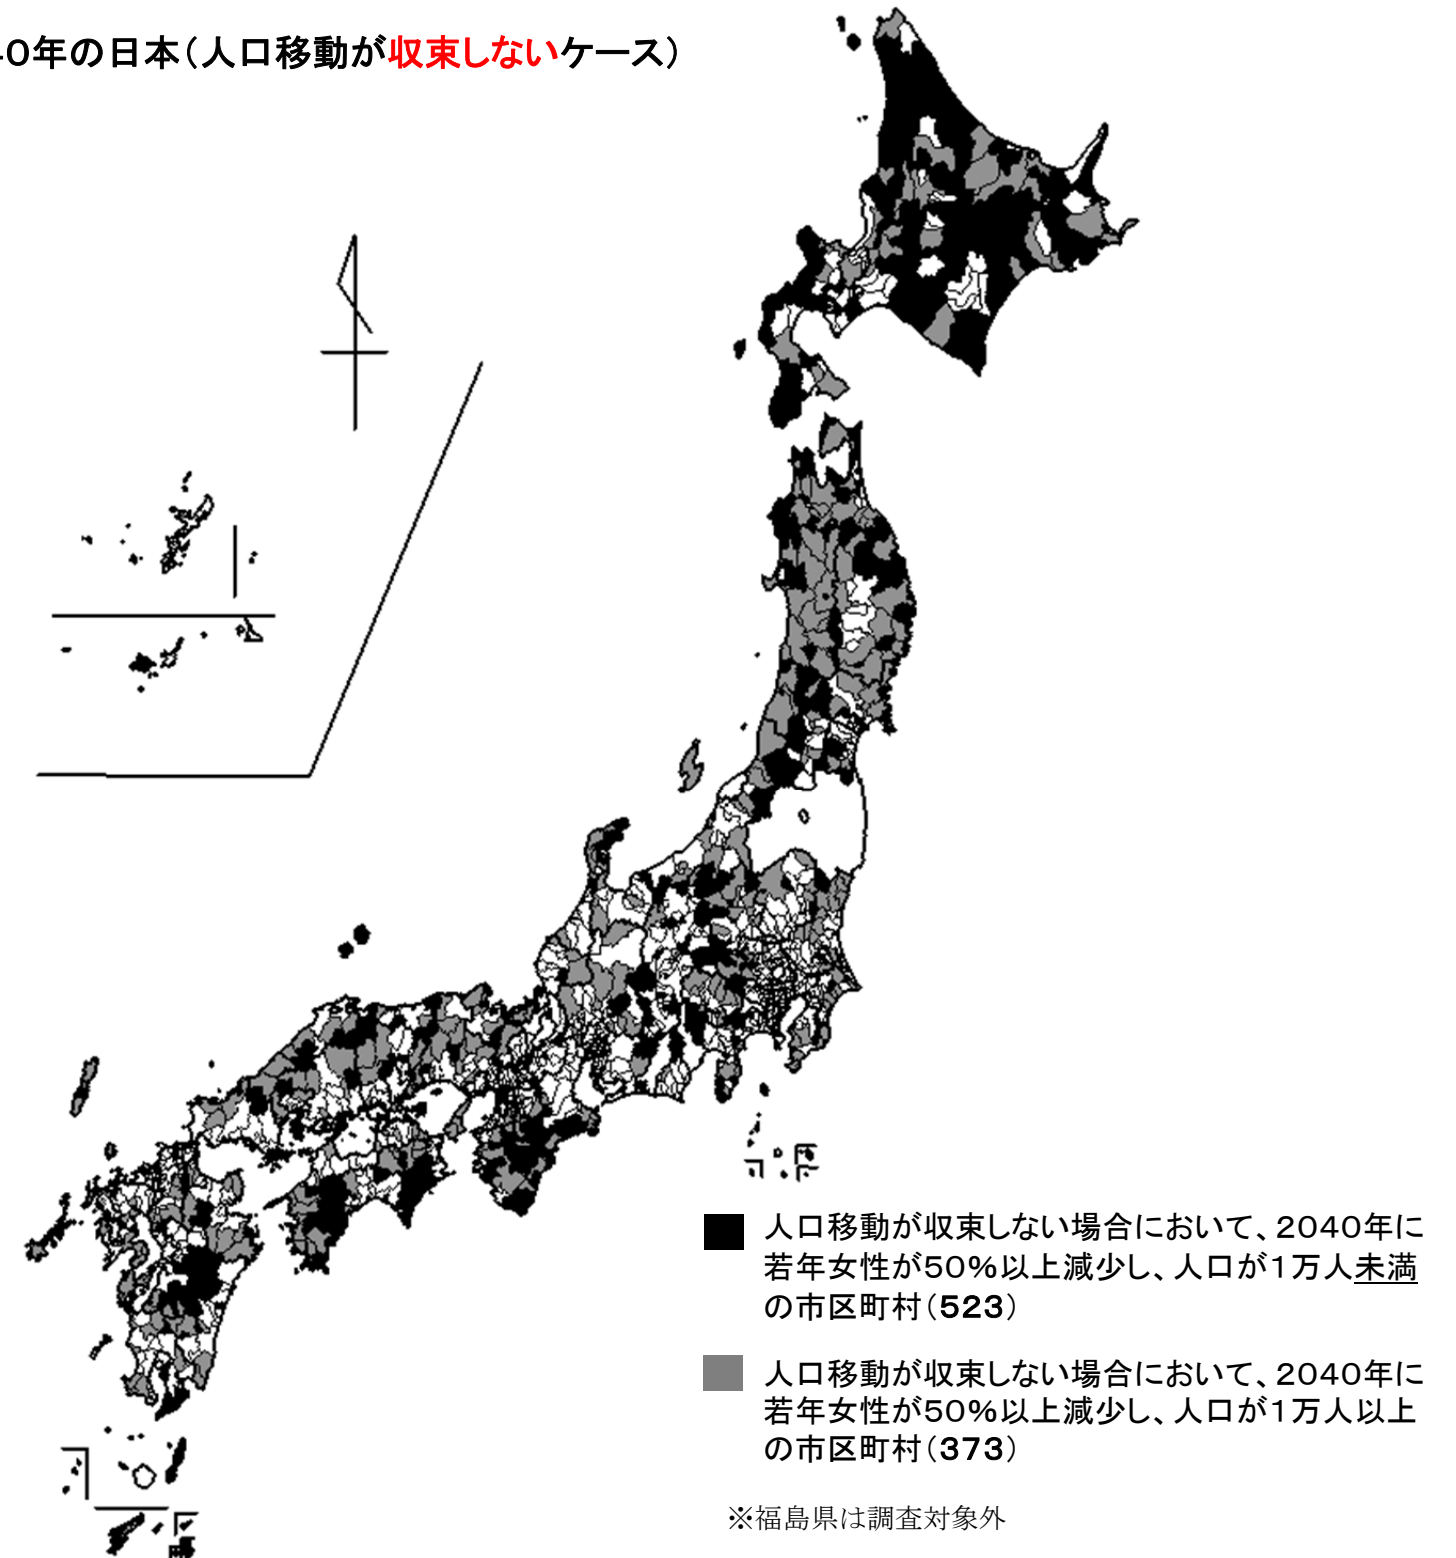 0年の日本（人口移動が収束しないケース）
人口移動が収束しない場合において、2040年に
若年女性が50％以上減少し、人口が1万人未満
の市区町村（523）
人口移動が収束しない場合において、2040年に
若年女性が50％以上減少し、人口が1万人以上
の市区町村（373）
※福島県は調査対象外